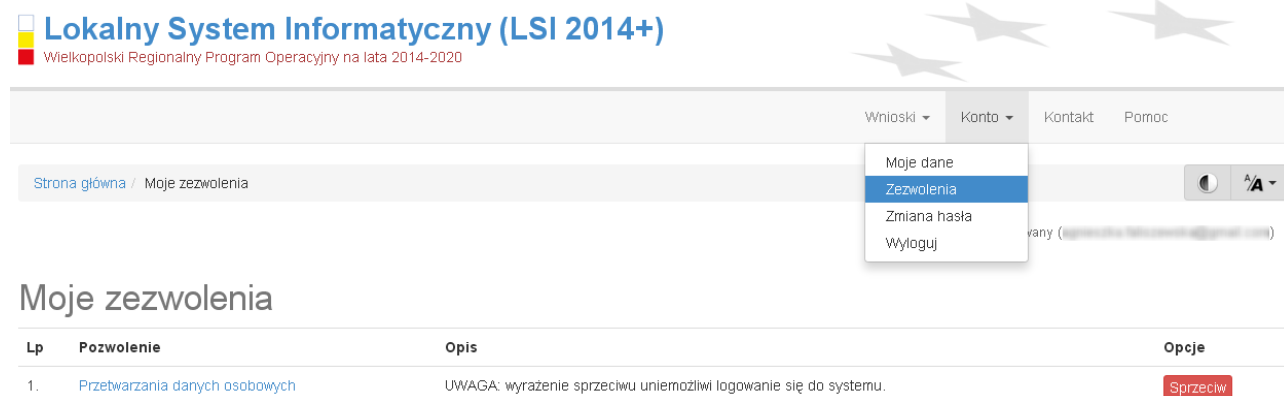 Lokalny System Informatyczny (LSI 2014+)
Wielkopolski Regionalny Program Operacyjny na lata 2014-2020
Wnioski Konto Kontakt Pomoc
Moje dane
Strona główna / Moje zezwolenia
A/A
Zezwolenia
Zmiana hasła
Wyloguj
vany (
)
Moje zezwolenia
Lp Pozwolenie Opis Opcje
1. Przetwarzania danych osobowych UWAGA: wyrażenie sprzeciwu uniemożliwi logowanie się do systemu. Sprzeciw